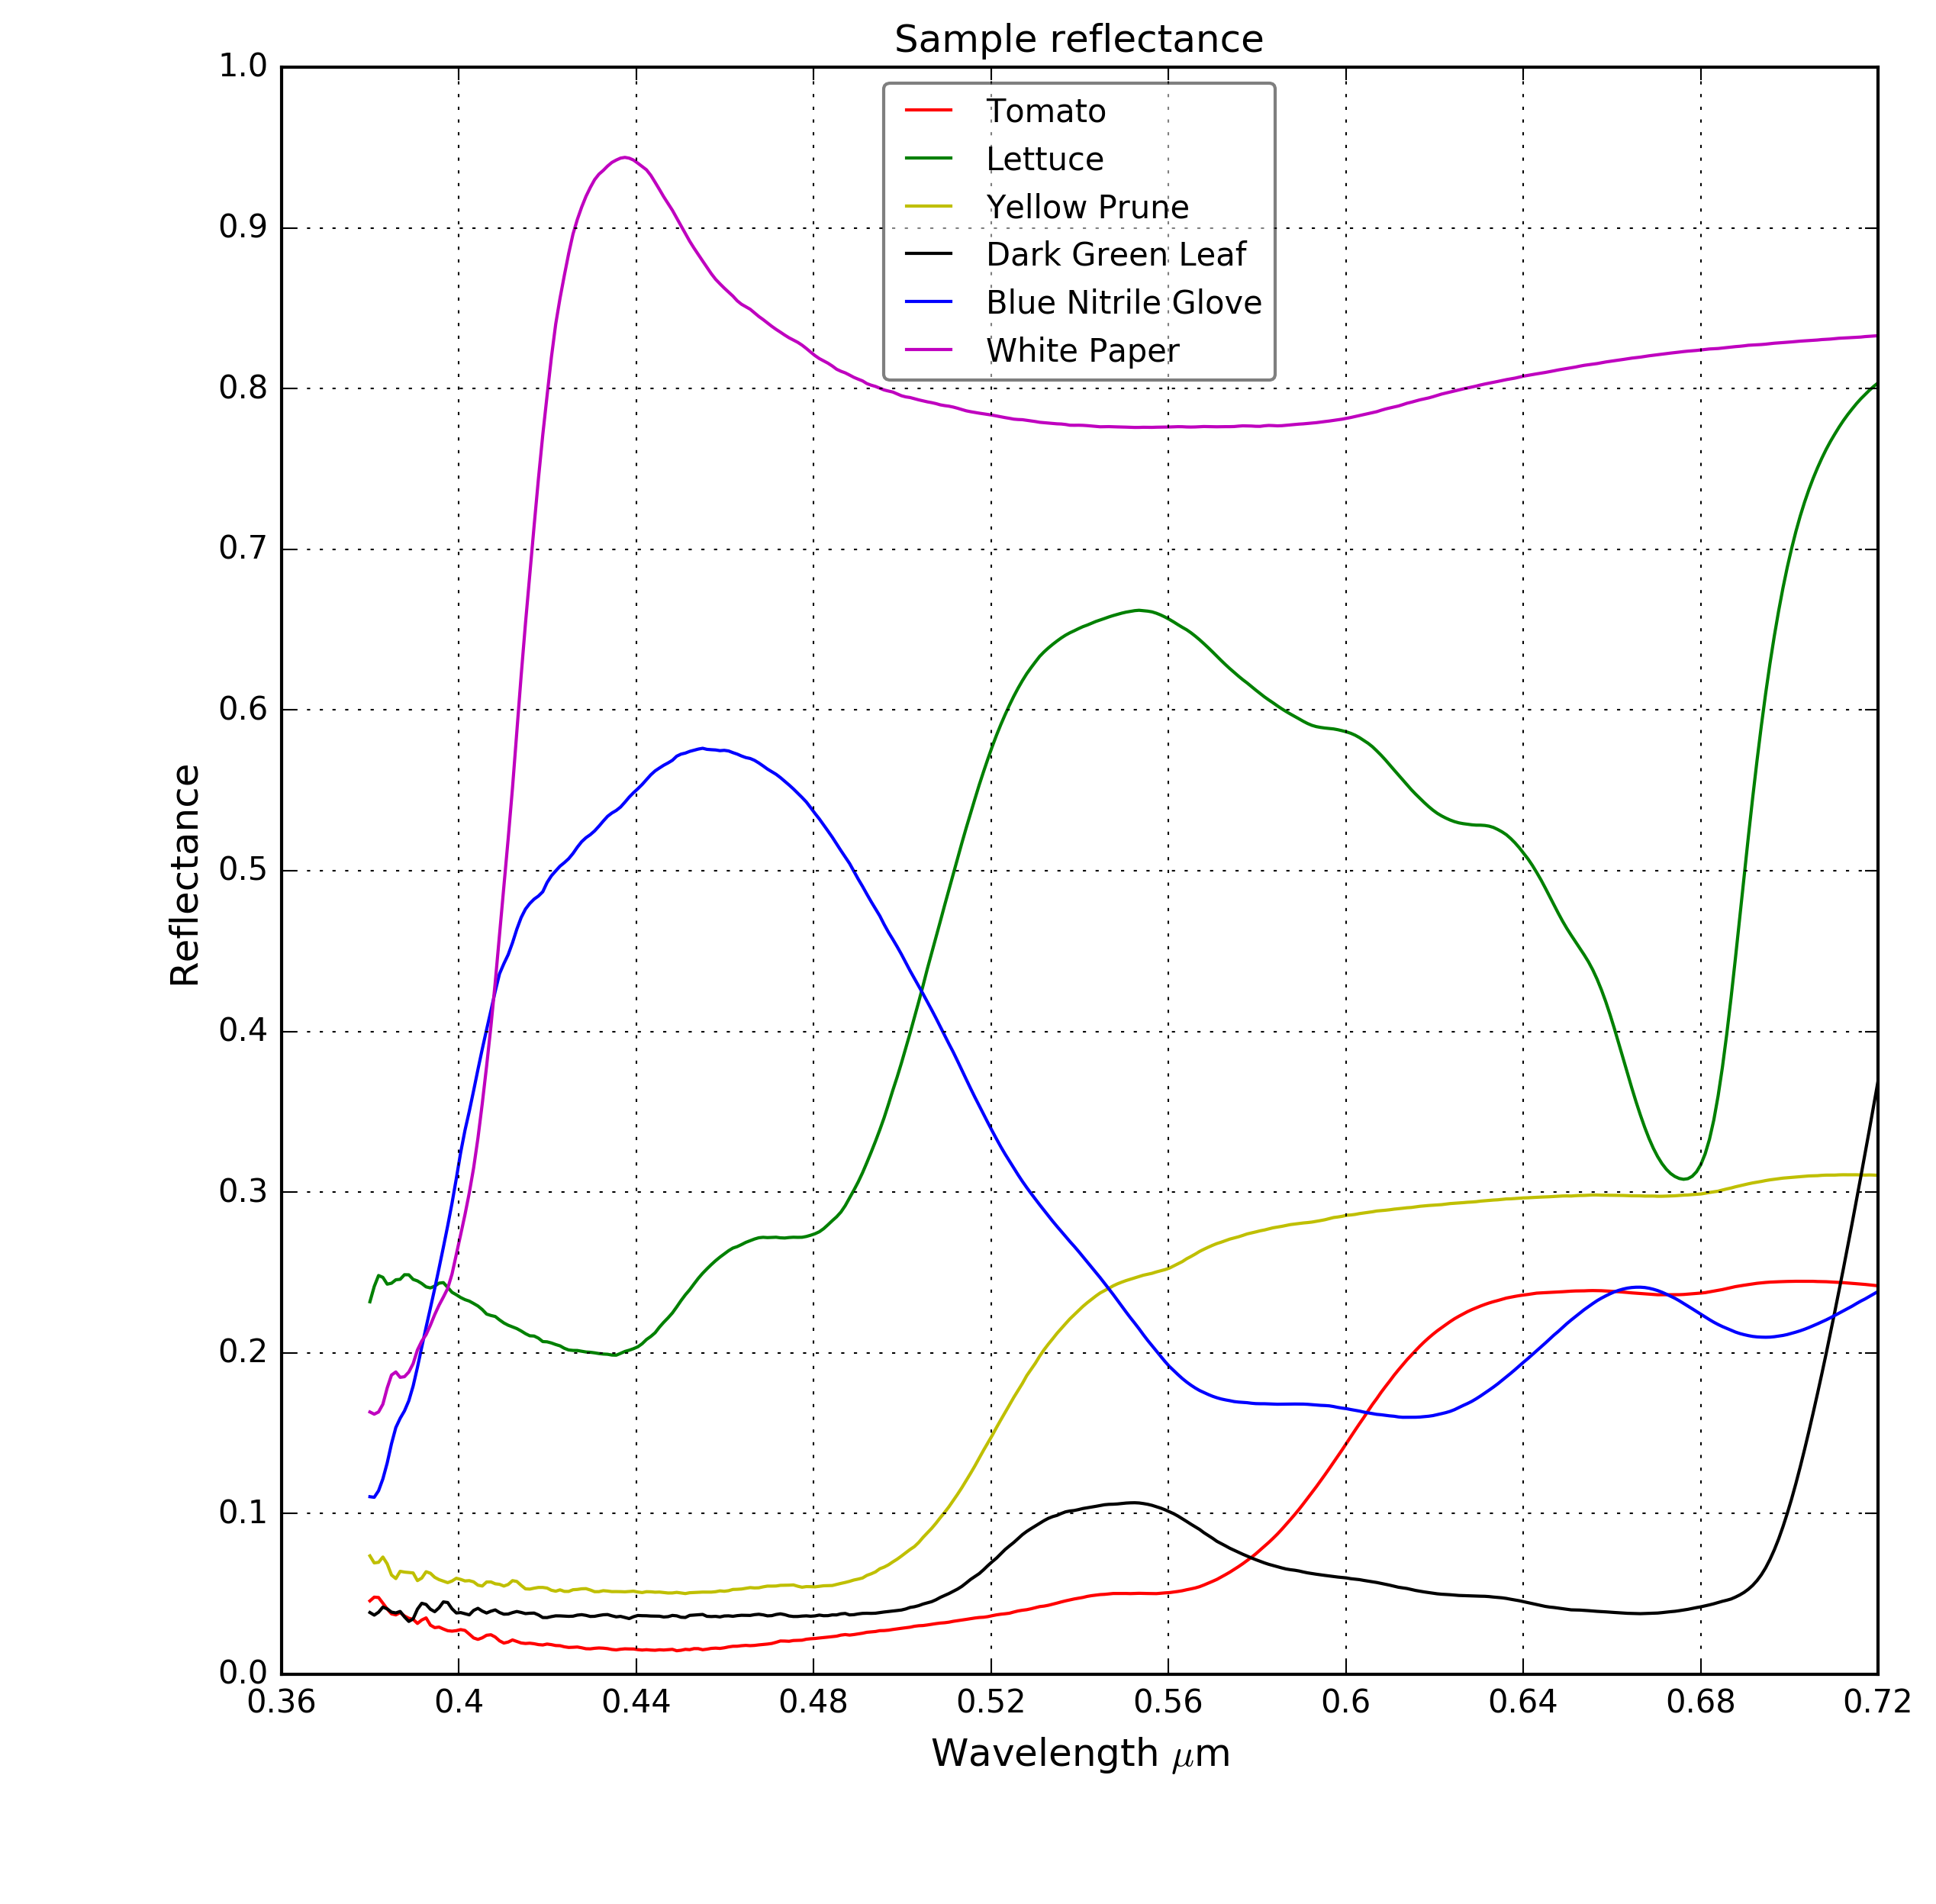 Sample reflectance
1.0
0.9
0.8
0.7
0.6
0.5
0.4
0.3
0.2
0.1
0.0
Reflectance
Tomato
Lettuce
Yellow Prune
Dark Green Leaf
Blue Nitrile Glove
White Paper
0.36 0.4 0.44 0.48 0.52 0.56 0.6 0.64 0.68 0.72
Wavelength μm